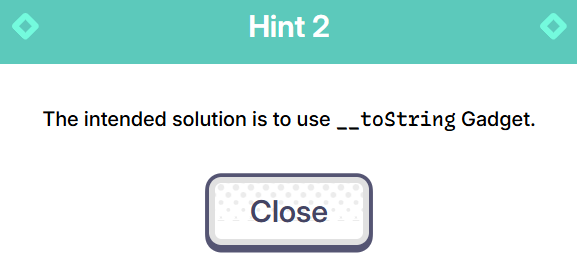 Hint 2
The intended solution is to use __toString Gadget.
Close